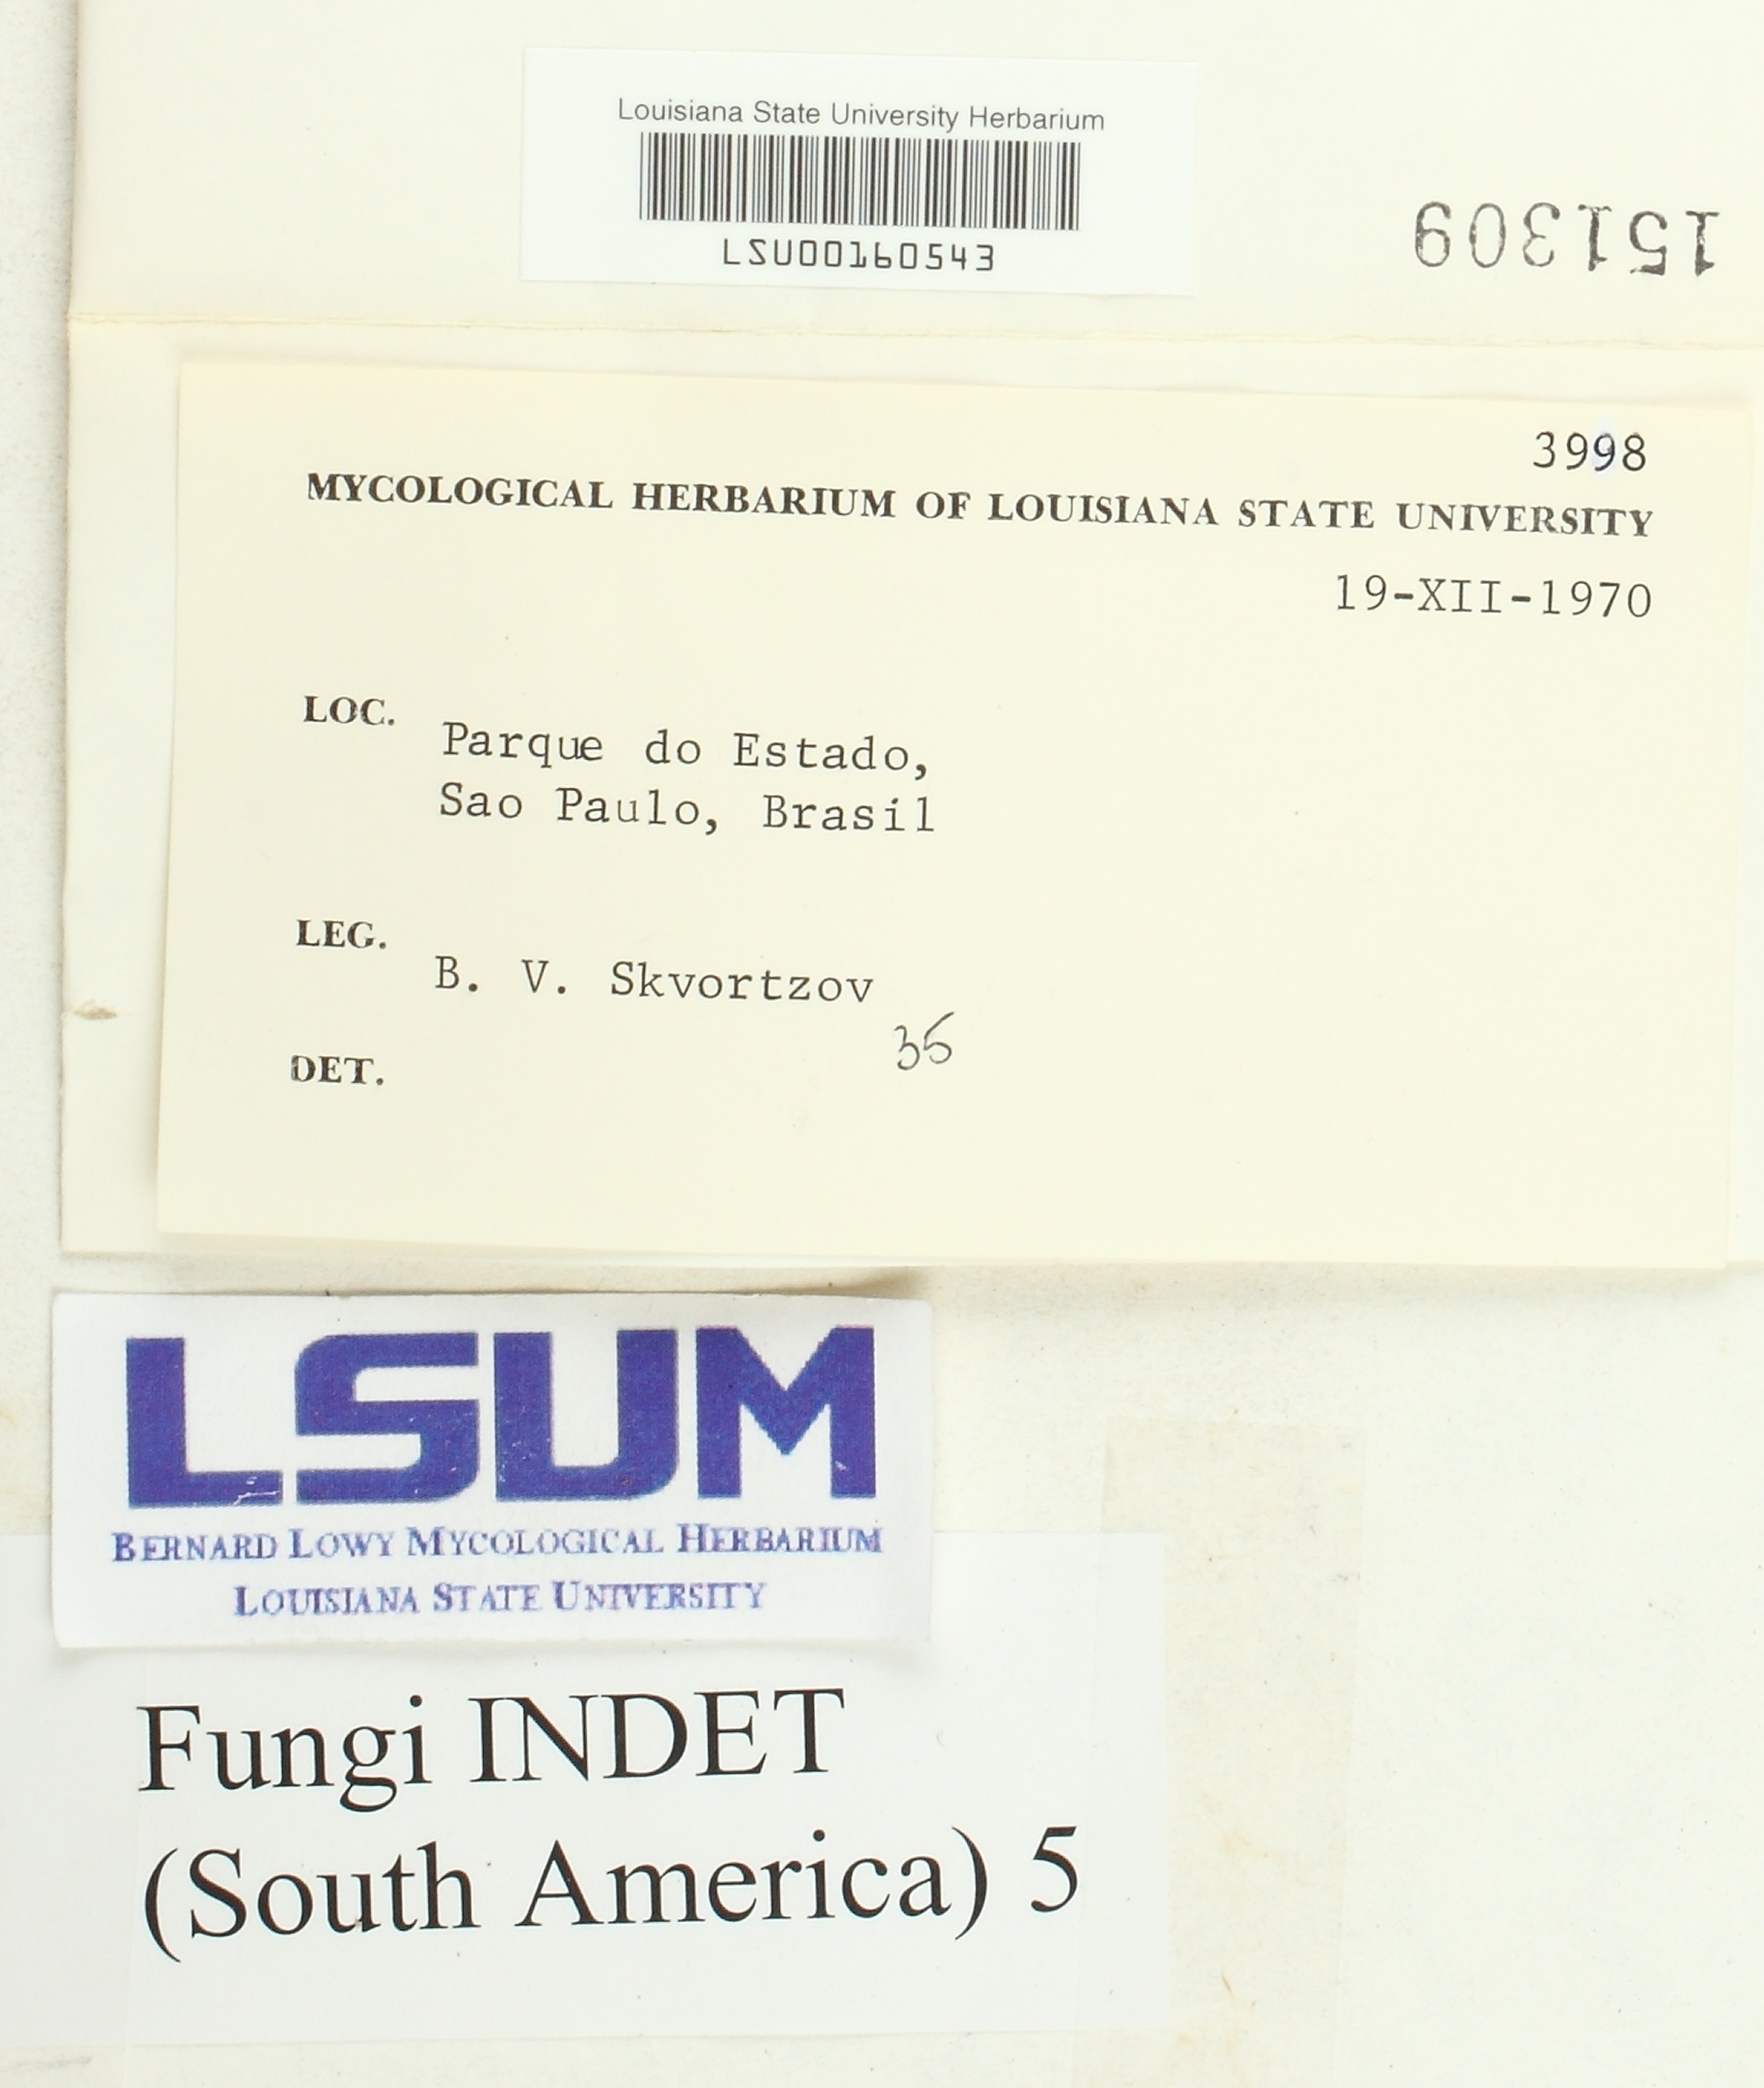 Louisiana State University Herbarium
LSU00160543
151309
3998
MYCOLOGICAL HERBARIUM OF LOUISIANA STATE UNIVERSITY
19-XII-1970
LOC. Parque do Estado,
Sao Paulo, Brasil
LEG. B. V. Skvortzov
35
DET.
LSUM
BERNARD LOWY MYCOLOGICAL HERBARIUM
LOUISIANA STATE UNIVERSITY
Fungi INDET
(South America) 5